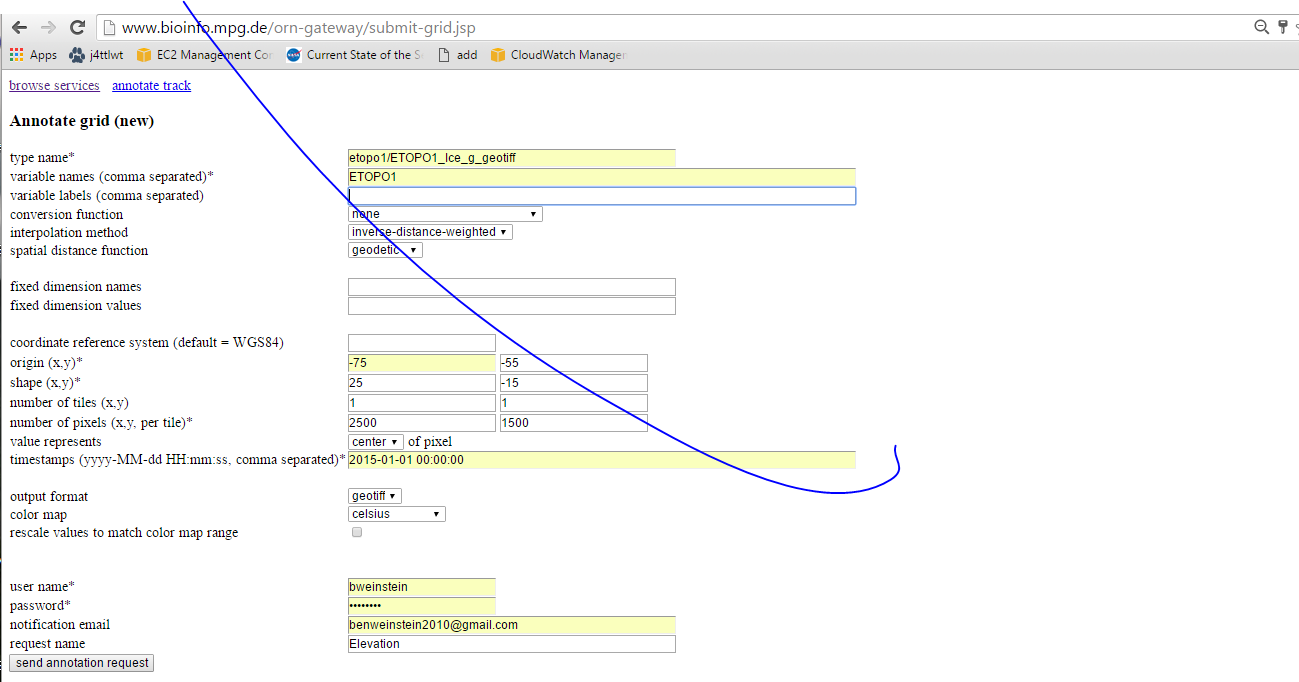 www.bioinfo.mpg.de/orn-gateway/submit-grid.jsp
Apps j4ttlwt EC2 Management Con Current State of the Se add CloudWatch Manager
browse services annotate track
Annotate grid (new)
type name* etopo1/ETOPO1_Ice_g_geotiff
variable names (comma separated)* ETOPO1
variable labels (comma separated)
conversion function none
interpolation method inverse-distance-weighted
spatial distance function geodetic
fixed dimension names
fixed dimension values
coordinate reference system (default = WGS84)
origin (x,y)* -75 -55
shape (x,y)* 25 -15
number of tiles (x,y) 1 1
number of pixels (x,y, per tile)* 2500 1500
value represents center of pixel
timestamps (yyyy-MM-dd HH:mm:ss, comma separated)* 2015-01-01 00:00:00
output format geotiff
color map celsius
rescale values to match color map range
user name* bweinstein
password* ••••••••
notification email benweinstein2010@gmail.com
request name Elevation
send annotation request